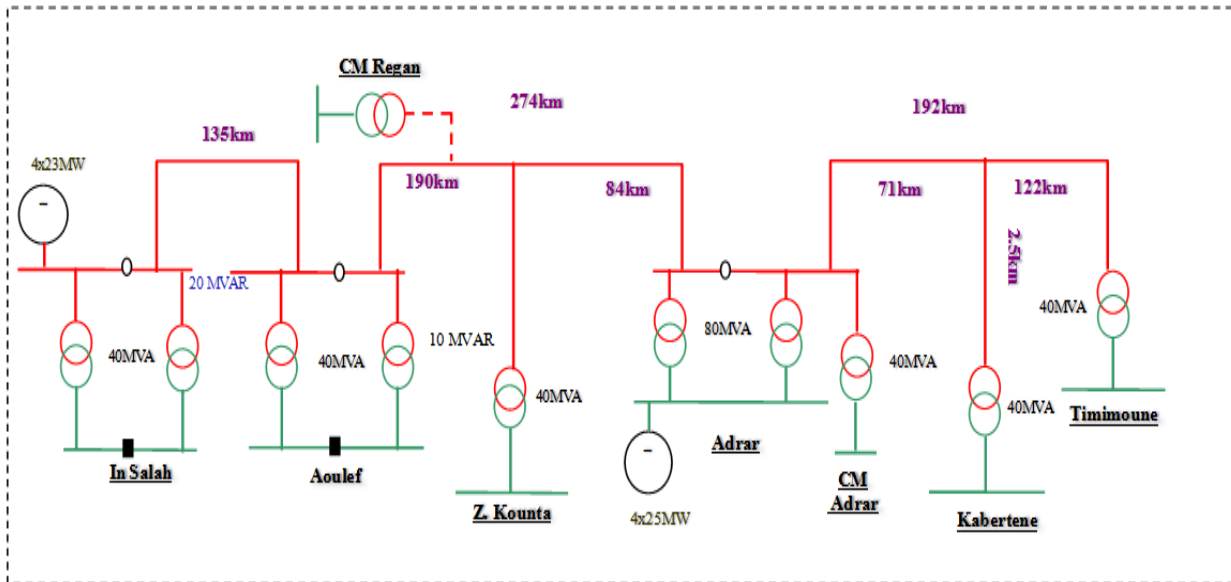 CM Regan
274km
192km
135km
4x23MW
190km
84km
71km
122km
2.5km
20 MVAR
40MVA
40MVA
10 MVAR
40MVA
80MVA
40MVA
40MVA
40MVA
In Salah
Aoulef
Z. Kounta
4x25MW
Adrar
CM
Adrar
Kabertene
Timimoune